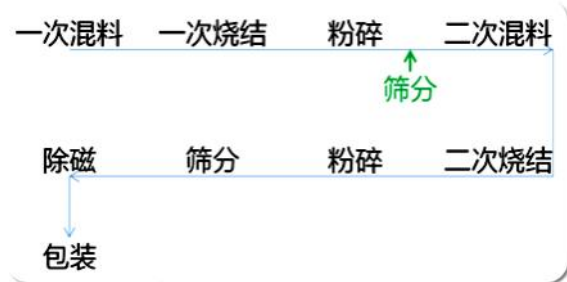 一次混料 一次烧结 粉碎 二次混料
筛分
除磁 筛分 粉碎 二次烧结
包装